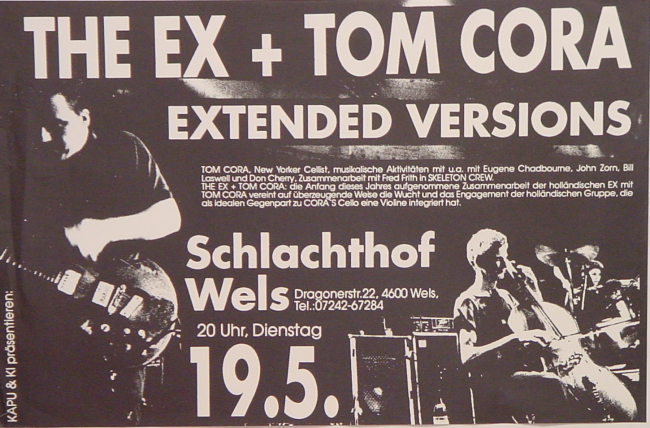 THE EX + TOM CORA
EXTENDED VERSIONS
TOM CORA, New Yorker Cellist, musikalische Aktivitäten mit u.a. mit Eugene Chadbourne, John Zorn, Bill
Laswell und Don Cherry, Zusammenarbeit mit Fred Frith in SKELETON CREW.
THE EX + TOM CORA: die Anfang dieses Jahres aufgenommene Zusammenarbeit der holländischen EX mit
TOM CORA vereint auf überzeugende Weise die Wucht und das Engagement der holländischen Gruppe, die
als idealen Gegenpart zu CORA'S Cello eine Violine integriert hat.
Schlachthof
Wels Dragonerstr.22, 4600 Wels,
Tel.:07242-67284
20 Uhr, Dienstag
19.5.
KAPU & KI präsentieren: